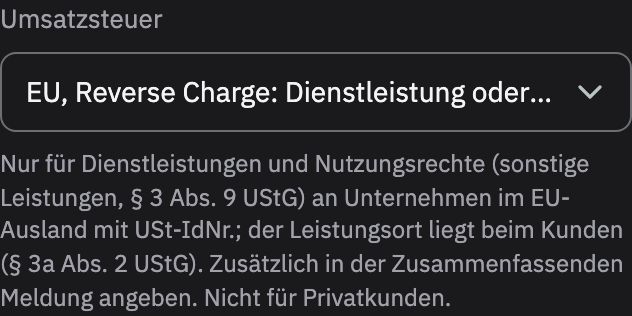 Umsatzsteuer
EU, Reverse Charge: Dienstleistung oder...
Nur für Dienstleistungen und Nutzungsrechte (sonstige
Leistungen, § 3 Abs. 9 UStG) an Unternehmen im EU-
Ausland mit USt-IdNr.; der Leistungsort liegt beim Kunden
(§ 3a Abs. 2 UStG). Zusätzlich in der Zusammenfassenden
Meldung angeben. Nicht für Privatkunden.